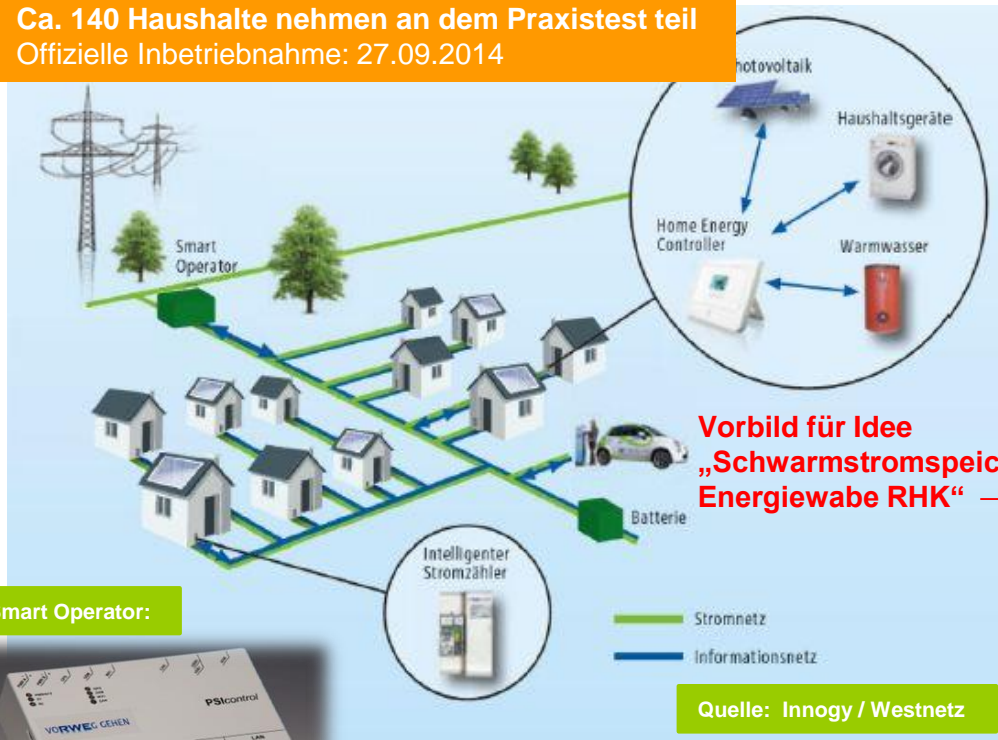 Ca. 140 Haushalte nehmen an dem Praxistest teil
Offizielle Inbetriebnahme: 27.09.2014
hotovoltaik
Haushaltsgeräte
Home Energy
Controller
Warmwasser
Smart
Operator
Vorbild für Idee
„Schwarmstromspeic
Energiewabe RHK“
Batterie
Intelligenter
Stromzähler
Smart Operator:
Stromnetz
Informationsnetz
PSIcontrol
VORWEG GEHEN
LAN
Quelle: Innogy / Westnetz